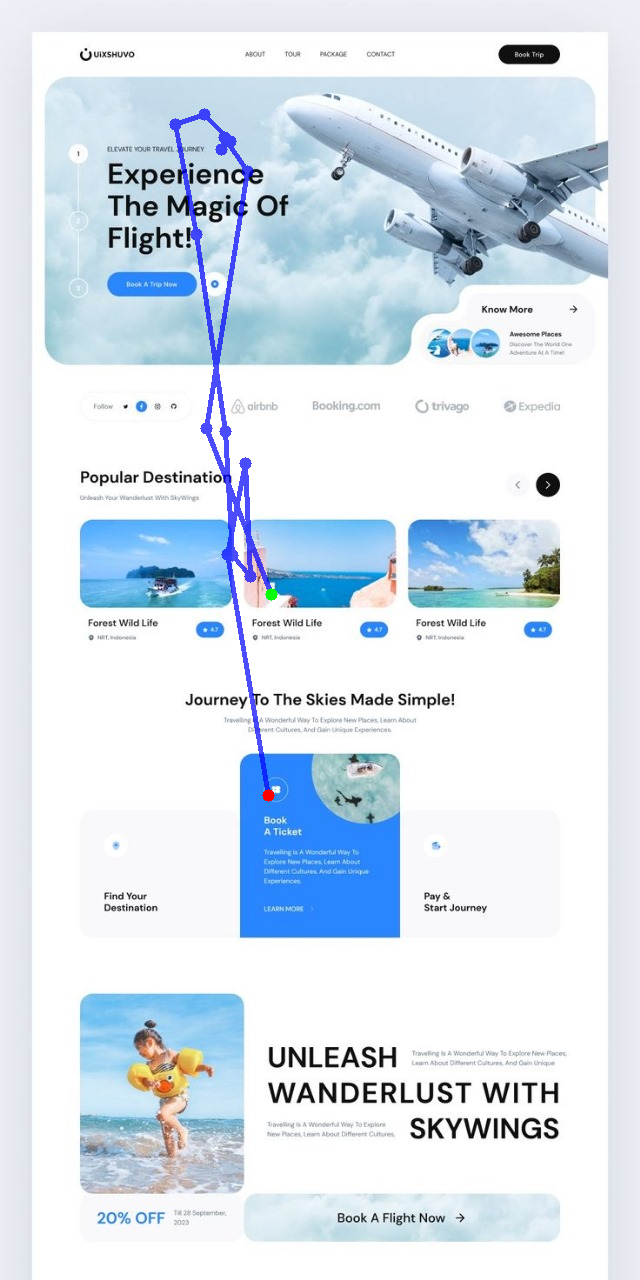 UiXSHUVO
ABOUT
TOUR
PACKAGE
CONTACT
Book Trip
1
ELEVATE YOUR TRAVEL JOURNEY
Experience
The Magic Of
Flight!
2
3
Book A Trip Now
Know More
Awesome Places
Discover The World One
Adventure At A Time!
Follow
airbnb
Booking.com
trivago
Expedia
Popular Destination
Unleash Your Wanderlust With SkyWings
Forest Wild Life
NRT, Indonesia
4.7
Forest Wild Life
NRT, Indonesia
4.7
Forest Wild Life
NRT, Indonesia
4.7
Journey To The Skies Made Simple!
Travelling Is A Wonderful Way To Explore New Places, Learn About
Different Cultures, And Gain Unique Experiences.
Find Your
Destination
Book
A Ticket
Travelling Is A Wonderful Way To
Explore New Places, Learn About
Different Cultures, And Gain Unique
Experiences.
LEARN MORE
Pay &
Start Journey
UNLEASH
Travelling Is A Wonderful Way To Explore New Places,
Learn About Different Cultures, And Gain Unique
WANDERLUST WITH
Travelling Is A Wonderful Way To Explore
New Places, Learn About Different Cultures,
SKYWINGS
20% OFF
Till 28 September,
2023
Book A Flight Now